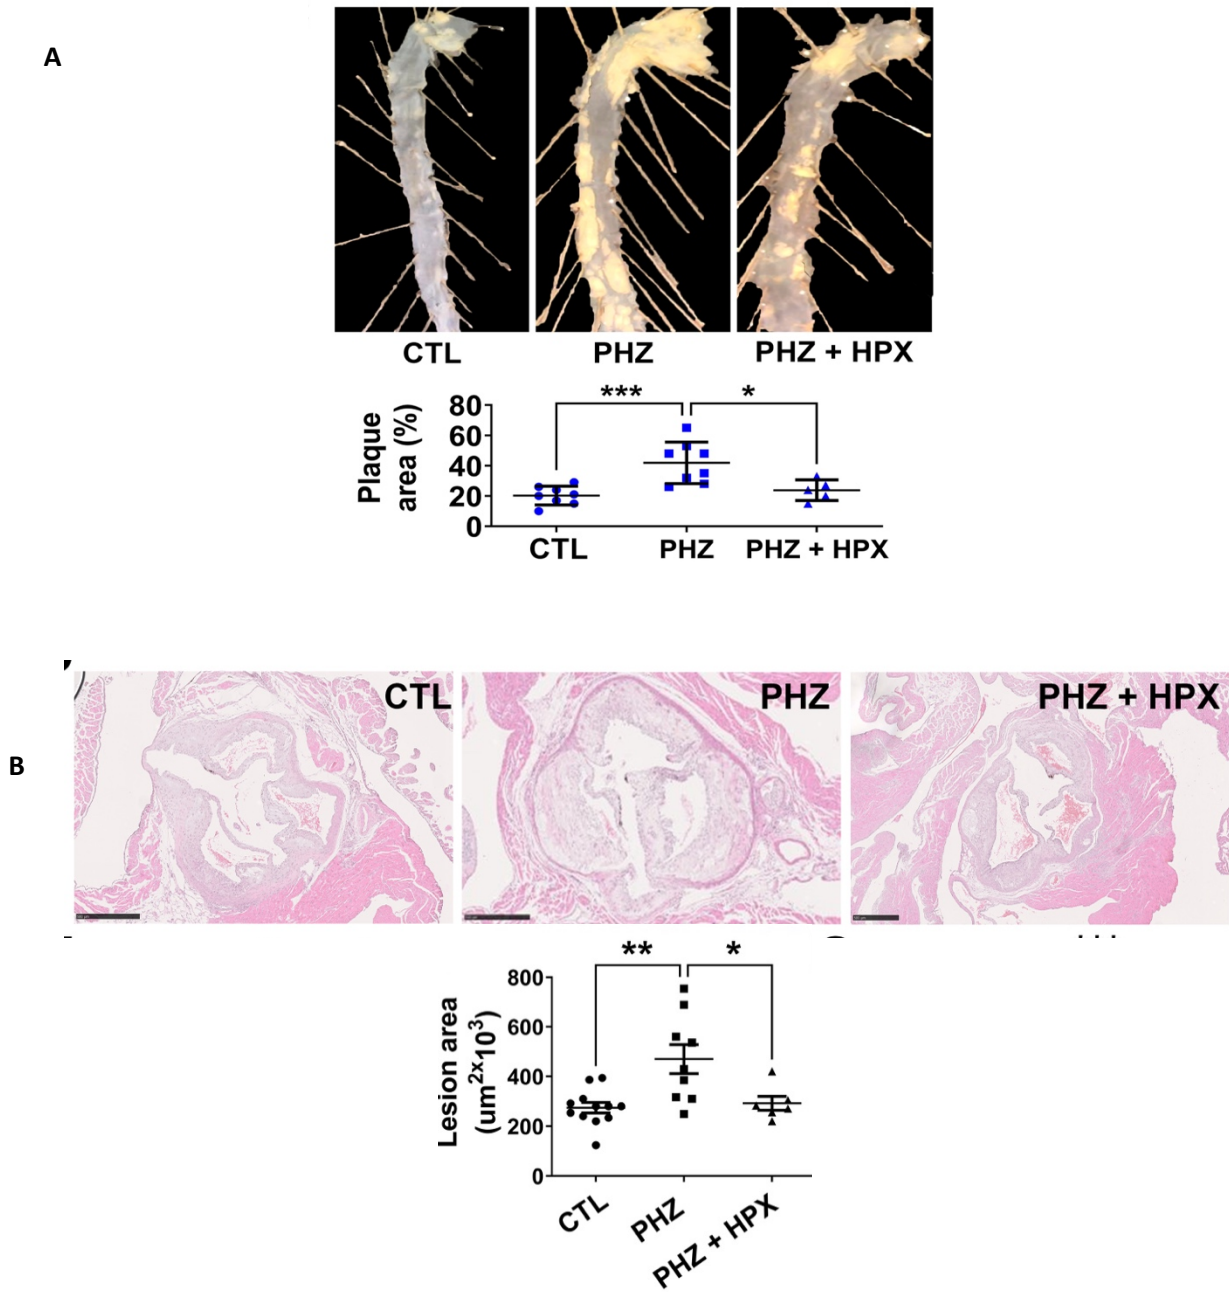 A
CTL PHZ PHZ + HPX
*** *
Plaque
area (%)
80
60
40
20
0
CTL PHZ PHZ + HPX
B
CTL PHZ PHZ + HPX
** *
Lesion area
(um²ˣ10³)
800
600
400
200
0
CTL PHZ PHZ + HPX